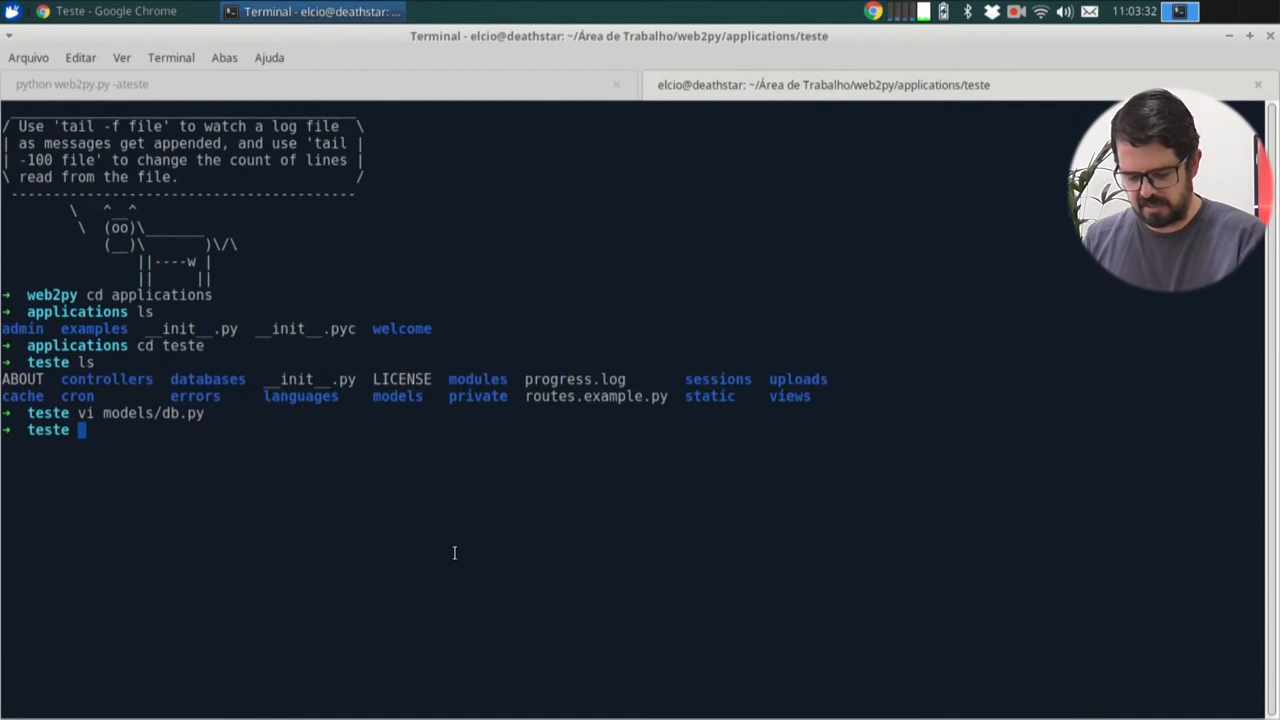 Teste - Google Chrome
Terminal - elcio@deathstar: ...
11:03:32
Terminal - elcio@deathstar: ~/Área de Trabalho/web2py/applications/teste
Arquivo Editar Ver Terminal Abas Ajuda
python web2py.py -ateste
elcio@deathstar: ~/Área de Trabalho/web2py/applications/teste
/ Use 'tail -f file' to watch a log file \
| as messages get appended, and use 'tail |
| -100 file' to change the count of lines |
\ read from the file. /
-----------------------------------------
\ ^__^
\ (oo)\_______
(__)\ )\/\
||----w |
|| ||
➜ web2py cd applications
➜ applications ls
admin examples __init__.py __init__.pyc welcome
➜ applications cd teste
➜ teste ls
ABOUT controllers databases __init__.py LICENSE modules progress.log sessions uploads
cache cron errors languages models private routes.example.py static views
➜ teste vi models/db.py
➜ teste